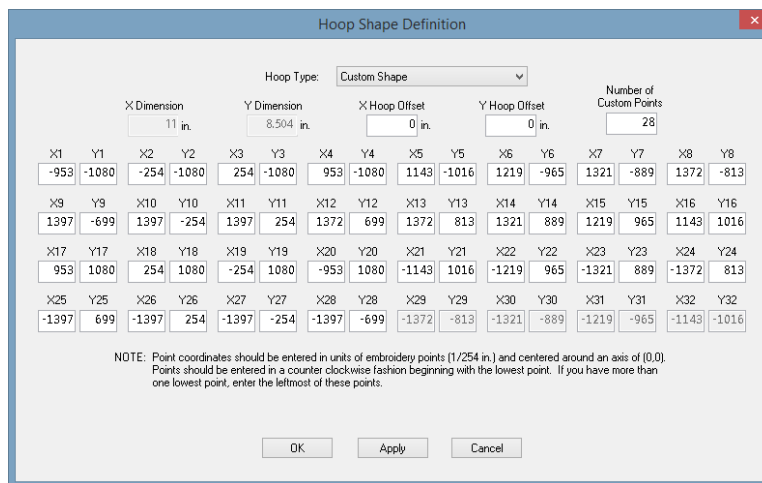 Hoop Shape Definition
Hoop Type: Custom Shape
Number of
X Dimension Y Dimension X Hoop Offset Y Hoop Offset Custom Points
11 in. 8.504 in. 0 in. 0 in. 28
X1 Y1 X2 Y2 X3 Y3 X4 Y4 X5 Y5 X6 Y6 X7 Y7 X8 Y8
-953 -1080 -254 -1080 254 -1080 953 -1080 1143 -1016 1219 -965 1321 -889 1372 -813
X9 Y9 X10 Y10 X11 Y11 X12 Y12 X13 Y13 X14 Y14 X15 Y15 X16 Y16
1397 -699 1397 -254 1397 254 1372 699 1372 813 1321 889 1219 965 1143 1016
X17 Y17 X18 Y18 X19 Y19 X20 Y20 X21 Y21 X22 Y22 X23 Y23 X24 Y24
953 1080 254 1080 -254 1080 -953 1080 -1143 1016 -1219 965 -1321 889 -1372 813
X25 Y25 X26 Y26 X27 Y27 X28 Y28 X29 Y29 X30 Y30 X31 Y31 X32 Y32
-1397 699 -1397 254 -1397 -254 -1397 -699 -1372 -813 -1321 -889 -1219 -965 -1143 -1016
NOTE: Point coordinates should be entered in units of embroidery points (1/254 in.) and centered around an axis of (0,0).
Points should be entered in a counter clockwise fashion beginning with the lowest point. If you have more than
one lowest point, enter the leftmost of these points.
OK Apply Cancel